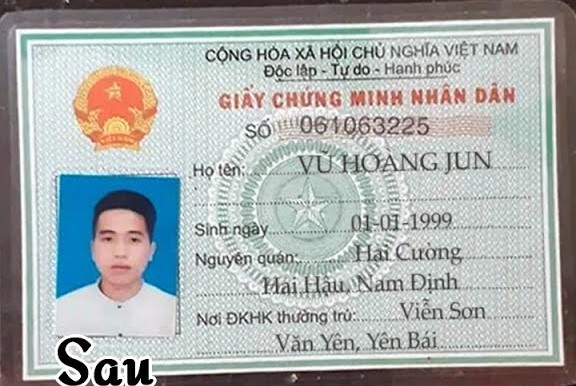 CỘNG HÒA XÃ HỘI CHỦ NGHĨA VIỆT NAM
Độc lập - Tự do - Hạnh phúc
GIẤY CHỨNG MINH NHÂN DÂN
SỐ 061063225
Họ tên: VŨ HOÀNG JUN
Sinh ngày 01-01-1999
Nguyên quán: Hải Cường
Hải Hậu, Nam Định
Nơi ĐKHK thường trú: Viễn Sơn
Văn Yên, Yên Bái
Sau